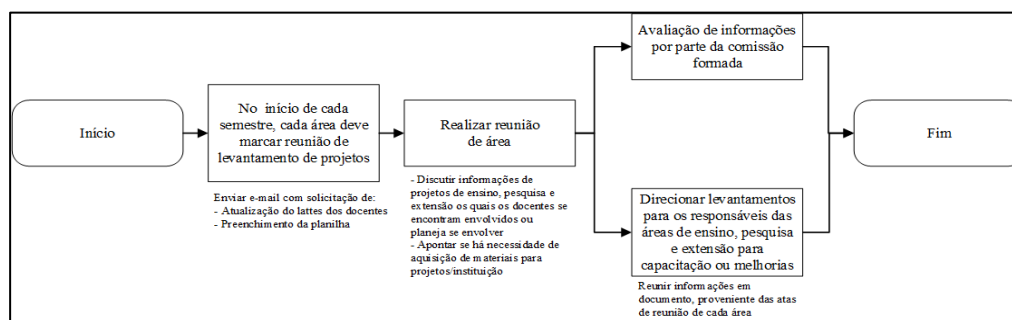 Início
No início de cada
semestre, cada área deve
marcar reunião de
levantamento de projetos
Enviar e-mail com solicitação de:
- Atualização do lattes dos docentes
- Preenchimento da planilha
Realizar reunião
de área
- Discutir informações de
projetos de ensino, pesquisa e
extensão os quais os docentes se
encontram envolvidos ou
planeja se envolver
- Apontar se há necessidade de
aquisição de materiais para
projetos/instituição
Avaliação de informações
por parte da comissão
formada
Direcionar levantamentos
para os responsáveis das
áreas de ensino, pesquisa
e extensão para
capacitação ou melhorias
Reunir informações em
documento, proveniente das atas
de reunião de cada área
Fim